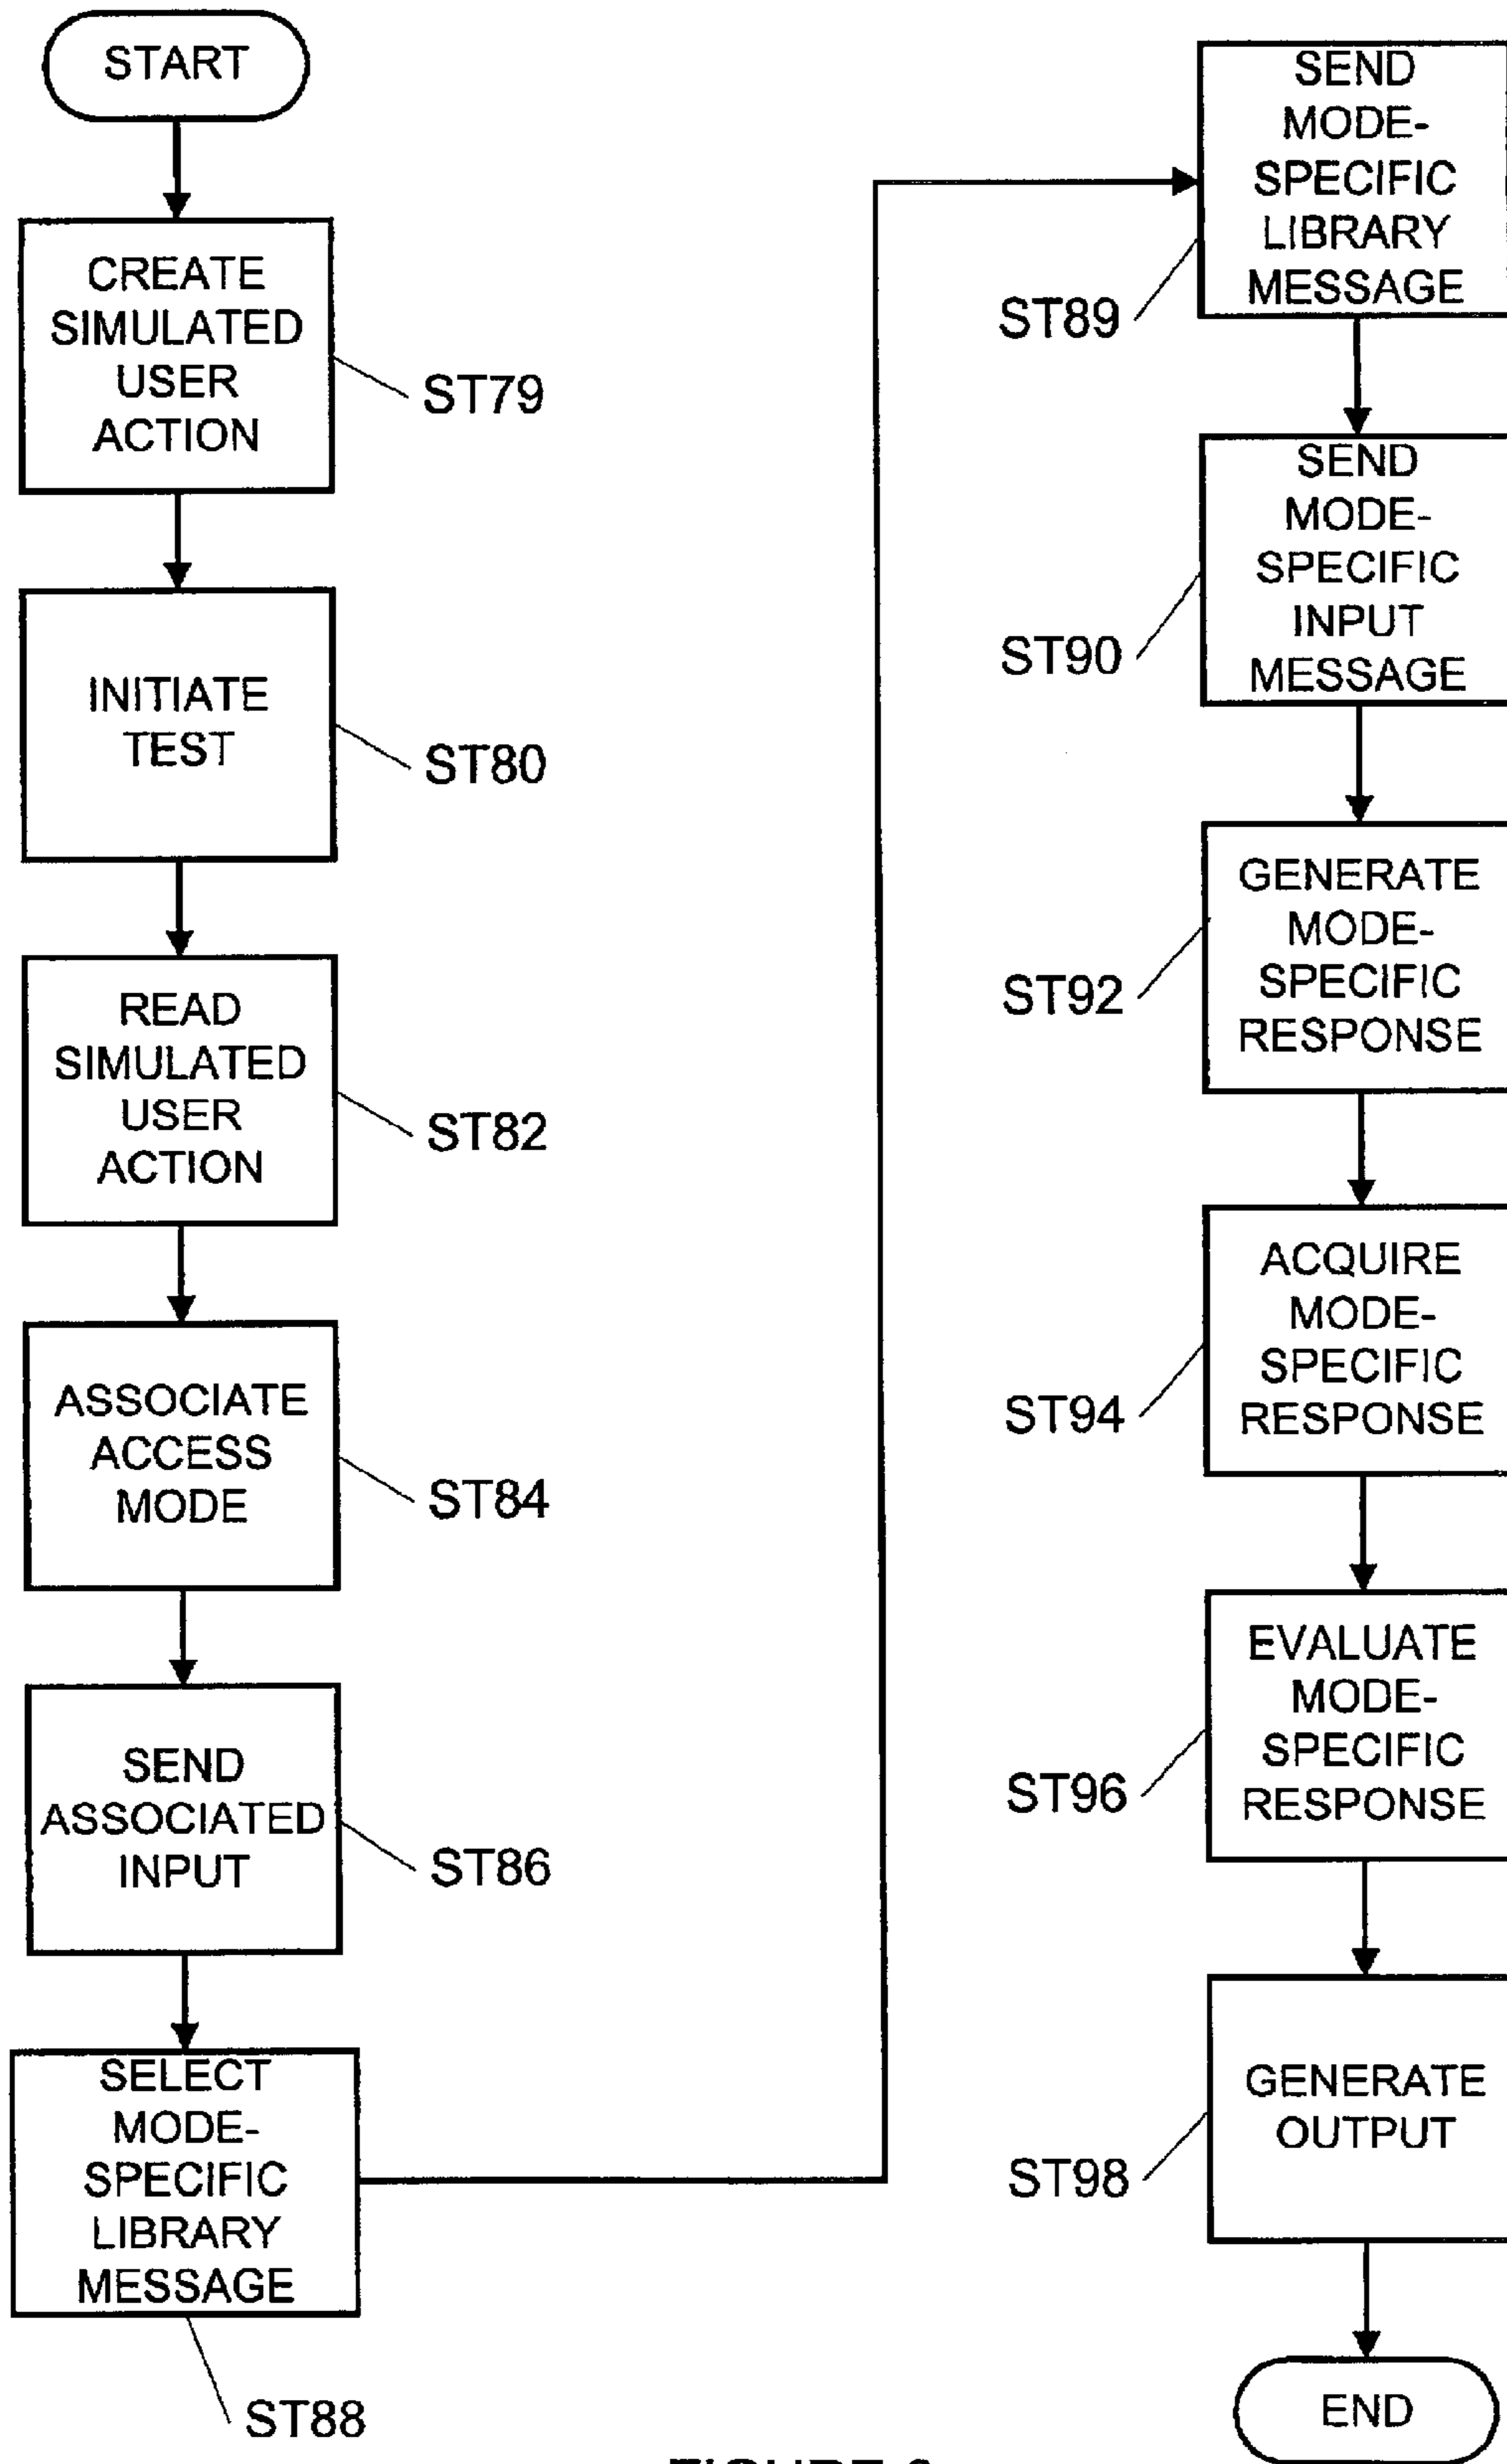 START
CREATE
SIMULATED
USER
ACTION
ST79
INITIATE
TEST
ST80
READ
SIMULATED
USER
ACTION
ST82
ASSOCIATE
ACCESS
MODE
ST84
SEND
ASSOCIATED
INPUT
ST86
SELECT
MODE-
SPECIFIC
LIBRARY
MESSAGE
ST88
SEND
MODE-
SPECIFIC
LIBRARY
MESSAGE
ST89
SEND
MODE-
SPECIFIC
INPUT
MESSAGE
ST90
GENERATE
MODE-
SPECIFIC
RESPONSE
ST92
ACQUIRE
MODE-
SPECIFIC
RESPONSE
ST94
EVALUATE
MODE-
SPECIFIC
RESPONSE
ST96
GENERATE
OUTPUT
ST98
END
FIGURE